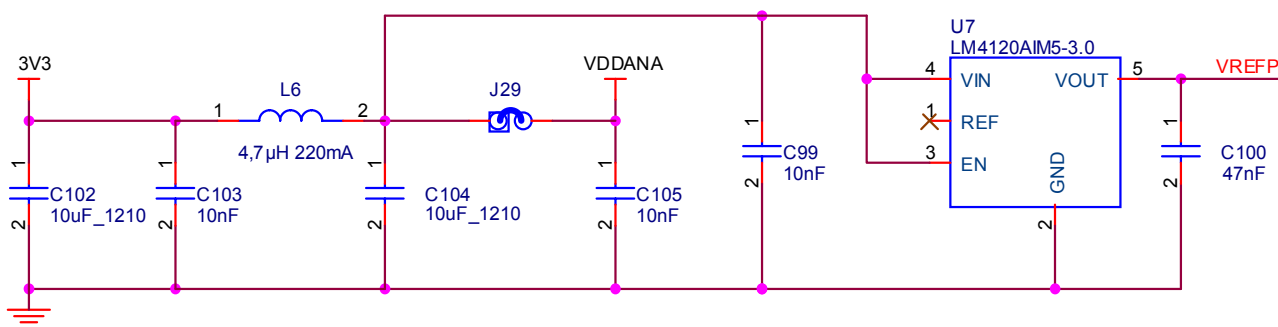 U7
LM4120AIM5-3.0
3V3
VDDANA
VREFP
L6
J29
4
VIN
VOUT
5
1
2
1
REF
4,7µH 220mA
3
EN
GND
1
C102
10uF_1210
2
1
C103
10nF
2
1
C104
10uF_1210
2
1
C105
10nF
2
1
C99
10nF
2
2
1
C100
47nF
2